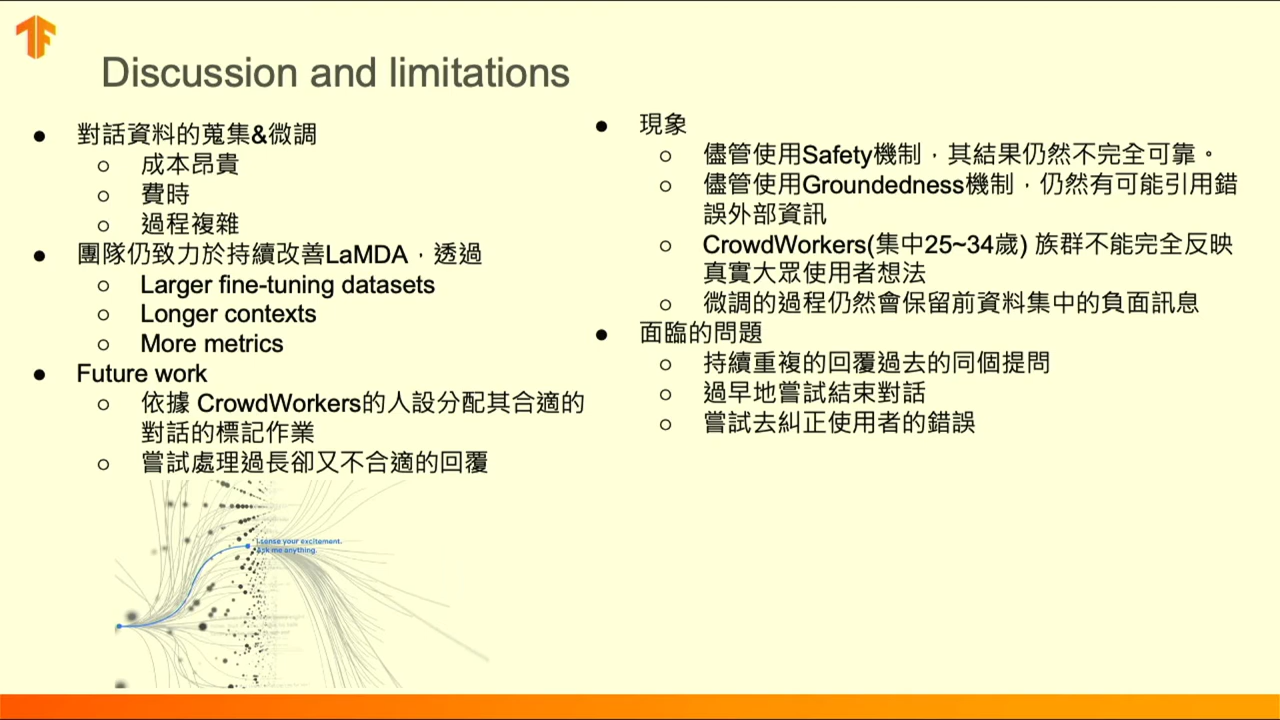 Discussion and limitations
● 對話資料的蒐集&微調
○ 成本昂貴
○ 費時
○ 過程複雜
● 團隊仍致力於持續改善LaMDA，透過
○ Larger fine-tuning datasets
○ Longer contexts
○ More metrics
● Future work
○ 依據 CrowdWorkers的人設分配其合適的
對話的標記作業
○ 嘗試處理過長卻又不合適的回覆
I sense your excitement.
Ask me anything.
● 現象
○ 儘管使用Safety機制，其結果仍然不完全可靠。
○ 儘管使用Groundedness機制，仍然有可能引用錯
誤外部資訊
○ CrowdWorkers(集中25~34歲) 族群不能完全反映
真實大眾使用者想法
○ 微調的過程仍然會保留前資料集中的負面訊息
● 面臨的問題
○ 持續重複的回覆過去的同個提問
○ 過早地嘗試結束對話
○ 嘗試去糾正使用者的錯誤